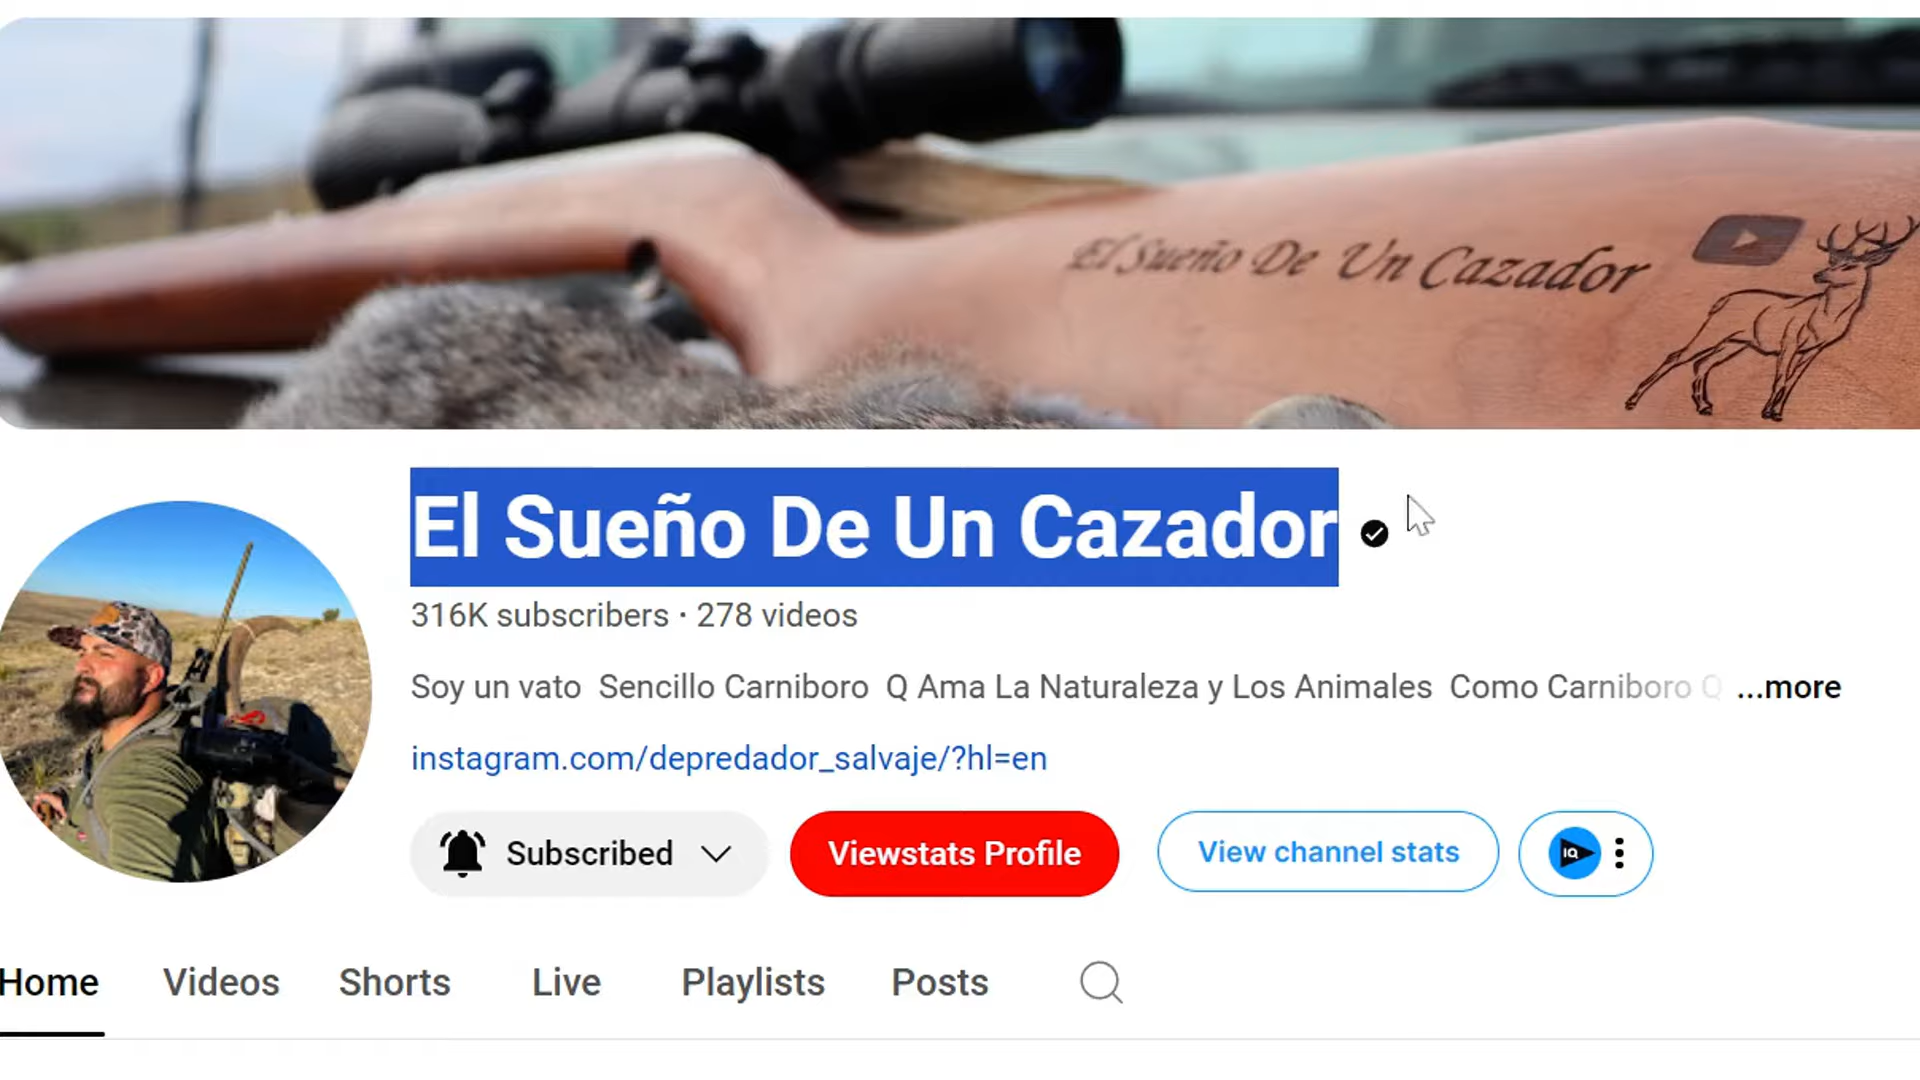 El Sueño De Un Cazador
El Sueño De Un Cazador
316K subscribers · 278 videos
Soy un vato Sencillo Carniboro Q Ama La Naturaleza y Los Animales Como Carniboro Q ...more
instagram.com/depredador_salvaje/?hl=en
Subscribed
Viewstats Profile
View channel stats
IQ
Home Videos Shorts Live Playlists Posts